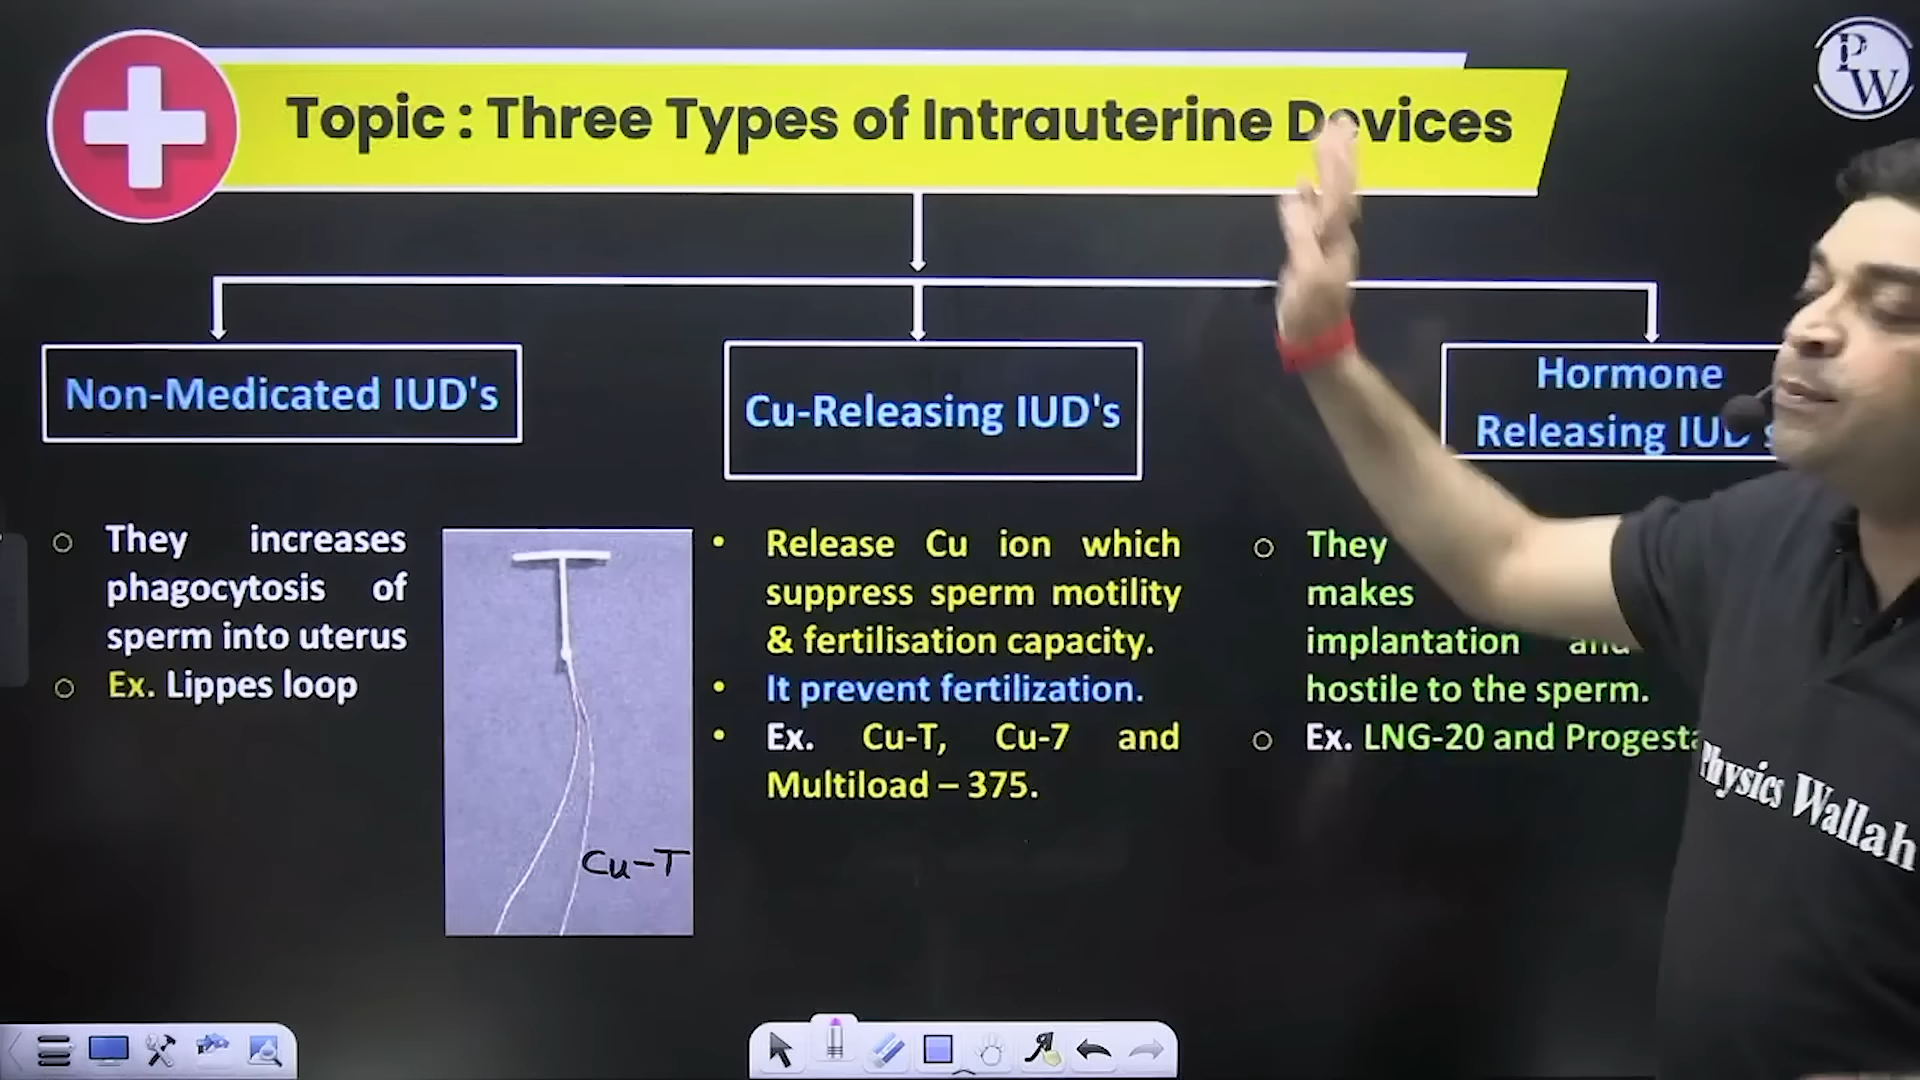 Topic : Three Types of Intrauterine Devices
PW
Non-Medicated IUD's
Cu-Releasing IUD's
Hormone
Releasing
They increases
phagocytosis of
sperm into uterus
Ex. Lippes loop
Cu-T
Release Cu ion which
suppress sperm motility
& fertilisation capacity.
It prevent fertilization.
Ex. Cu-T, Cu-7 and
Multiload – 375.
They
makes
implantation
hostile to the sperm.
Ex. LNG-20 and
Physics Wallah